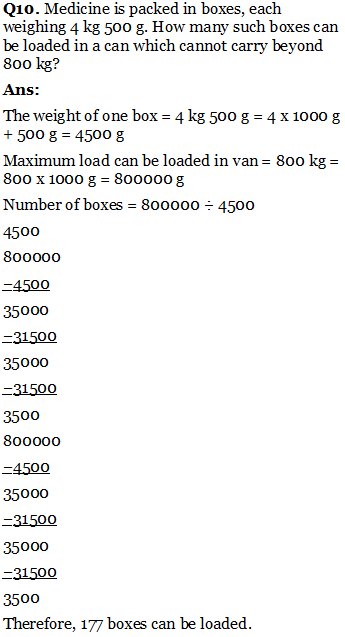 Q10. Medicine is packed in boxes, each
weighing 4 kg 500 g. How many such boxes can
be loaded in a can which cannot carry beyond
800 kg?
Ans:
The weight of one box = 4 kg 500 g = 4 x 1000 g
+ 500 g = 4500 g
Maximum load can be loaded in van = 800 kg =
800 x 1000 g = 800000 g
Number of boxes = 800000 ÷ 4500
4500
800000
−4500
35000
−31500
35000
−31500
3500
800000
−4500
35000
−31500
35000
−31500
3500
Therefore, 177 boxes can be loaded.